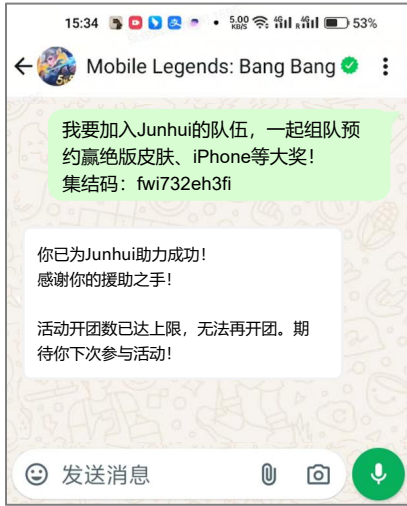 15:34 5.00 KB/S 53%
Mobile Legends: Bang Bang
我要加入Junhui的队伍，一起组队预
约赢绝版皮肤、iPhone等大奖！
集结码：fwi732eh3fi
你已为Junhui助力成功！
感谢你的援助之手！
活动开团数已达上限，无法再开团。期
待你下次参与活动！
发送消息